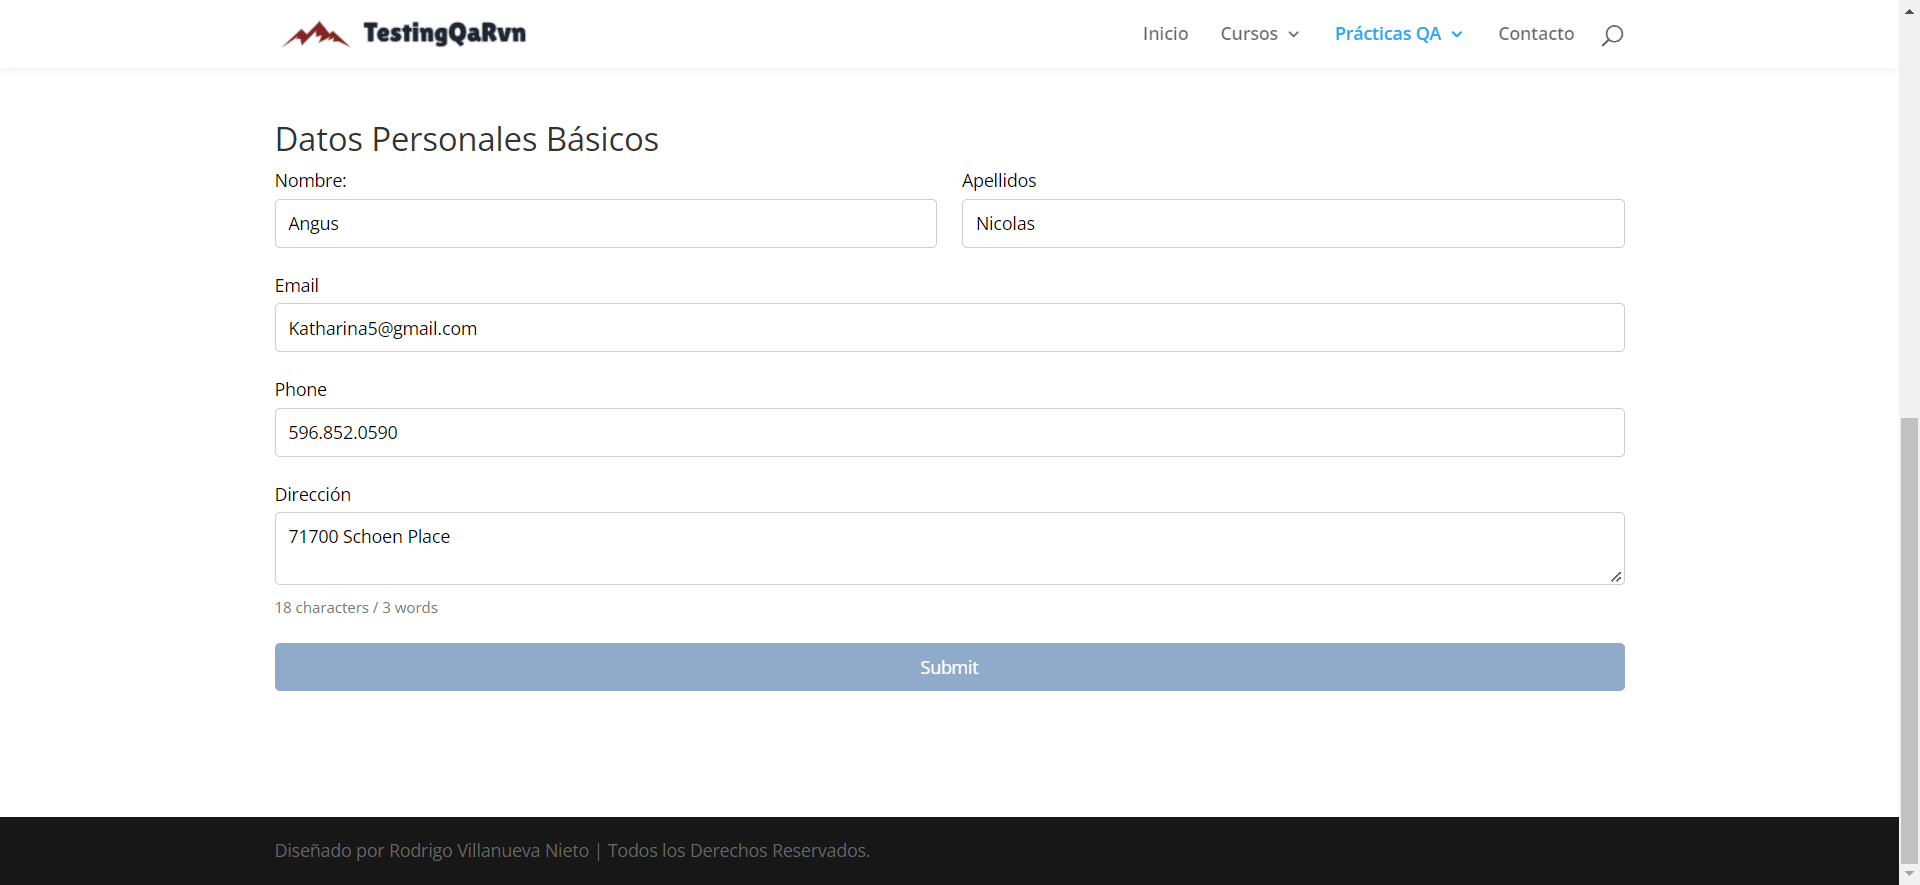 TestingQaRvn
Inicio Cursos Prácticas QA Contacto
Datos Personales Básicos
Nombre: Apellidos
Angus Nicolas
Email
Katharina5@gmail.com
Phone
596.852.0590
Dirección
71700 Schoen Place
18 characters / 3 words
Submit
Diseñado por Rodrigo Villanueva Nieto | Todos los Derechos Reservados.